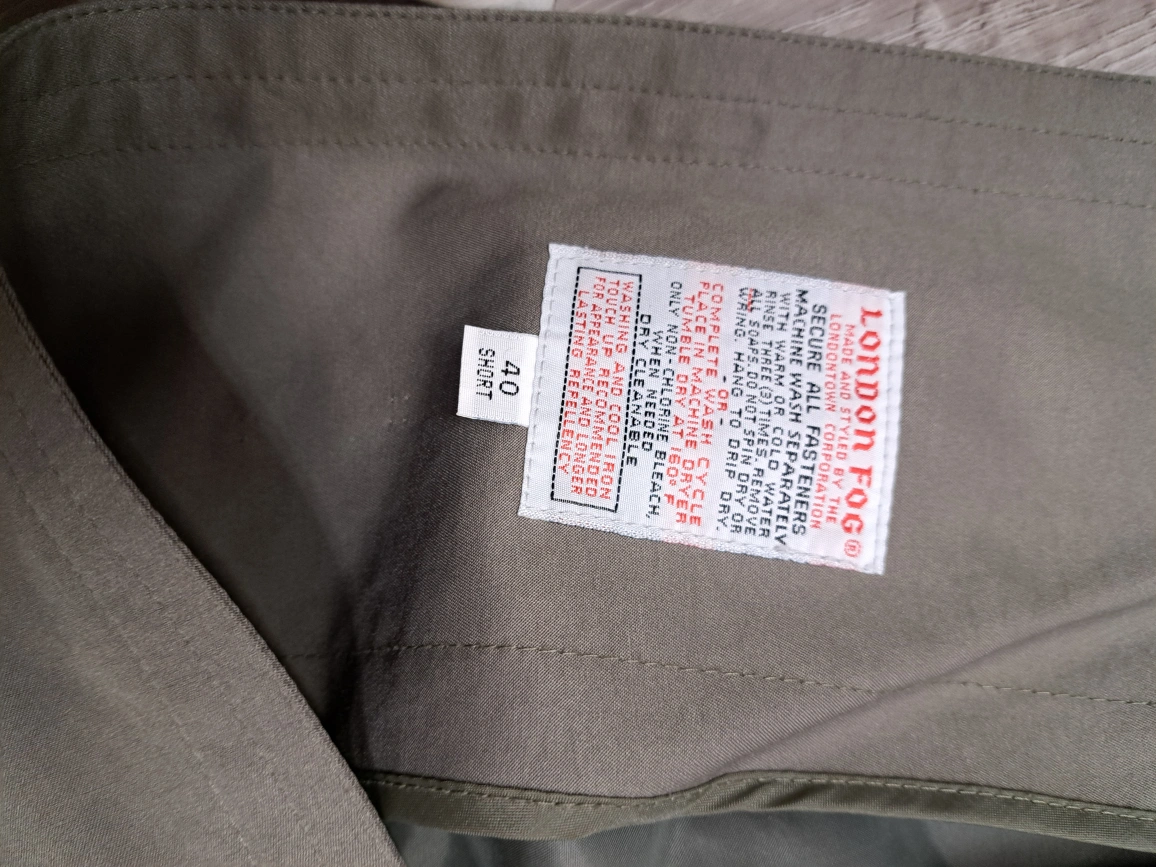 LONDON FOG®
MADE AND STYLED BY THE
LONDONTOWN CORPORATION
SECURE ALL FASTENERS
MACHINE WASH SEPARATELY
WITH WARM OR COLD WATER
RINSE THREE (3) TIMES. REMOVE
ALL SOAPS. DO NOT SPIN DRY OR
WRING. HANG TO DRIP DRY.
-OR-
COMPLETE WASH CYCLE
PLACE IN MACHINE DRYER
TUMBLE DRY AT 160° F.
ONLY NON-CHLORINE BLEACH,
WHEN NEEDED
DRY CLEANABLE
WASHING AND COOL IRON
TOUCH UP RECOMMENDED
FOR APPEARANCE AND LONGER
LASTING REPELLENCY
40
SHORT